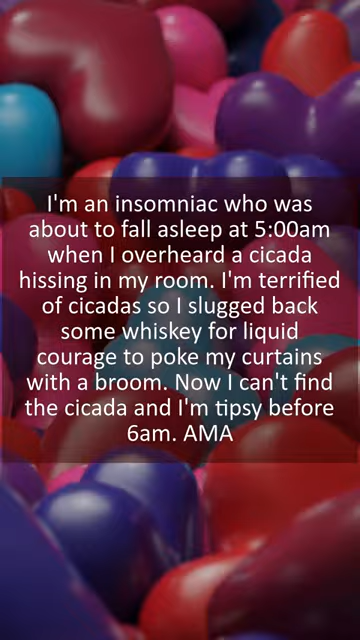 I'm an insomniac who was
about to fall asleep at 5:00am
when I overheard a cicada
hissing in my room. I'm terrified
of cicadas so I slugged back
some whiskey for liquid
courage to poke my curtains
with a broom. Now I can't find
the cicada and I'm tipsy before
6am. AMA